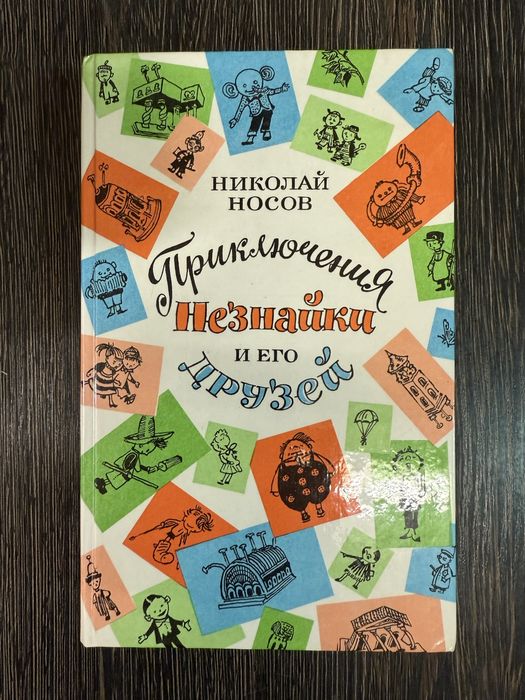 НИКОЛАЙ
НОСОВ
Приключения
Незнайки
И ЕГО
друзей